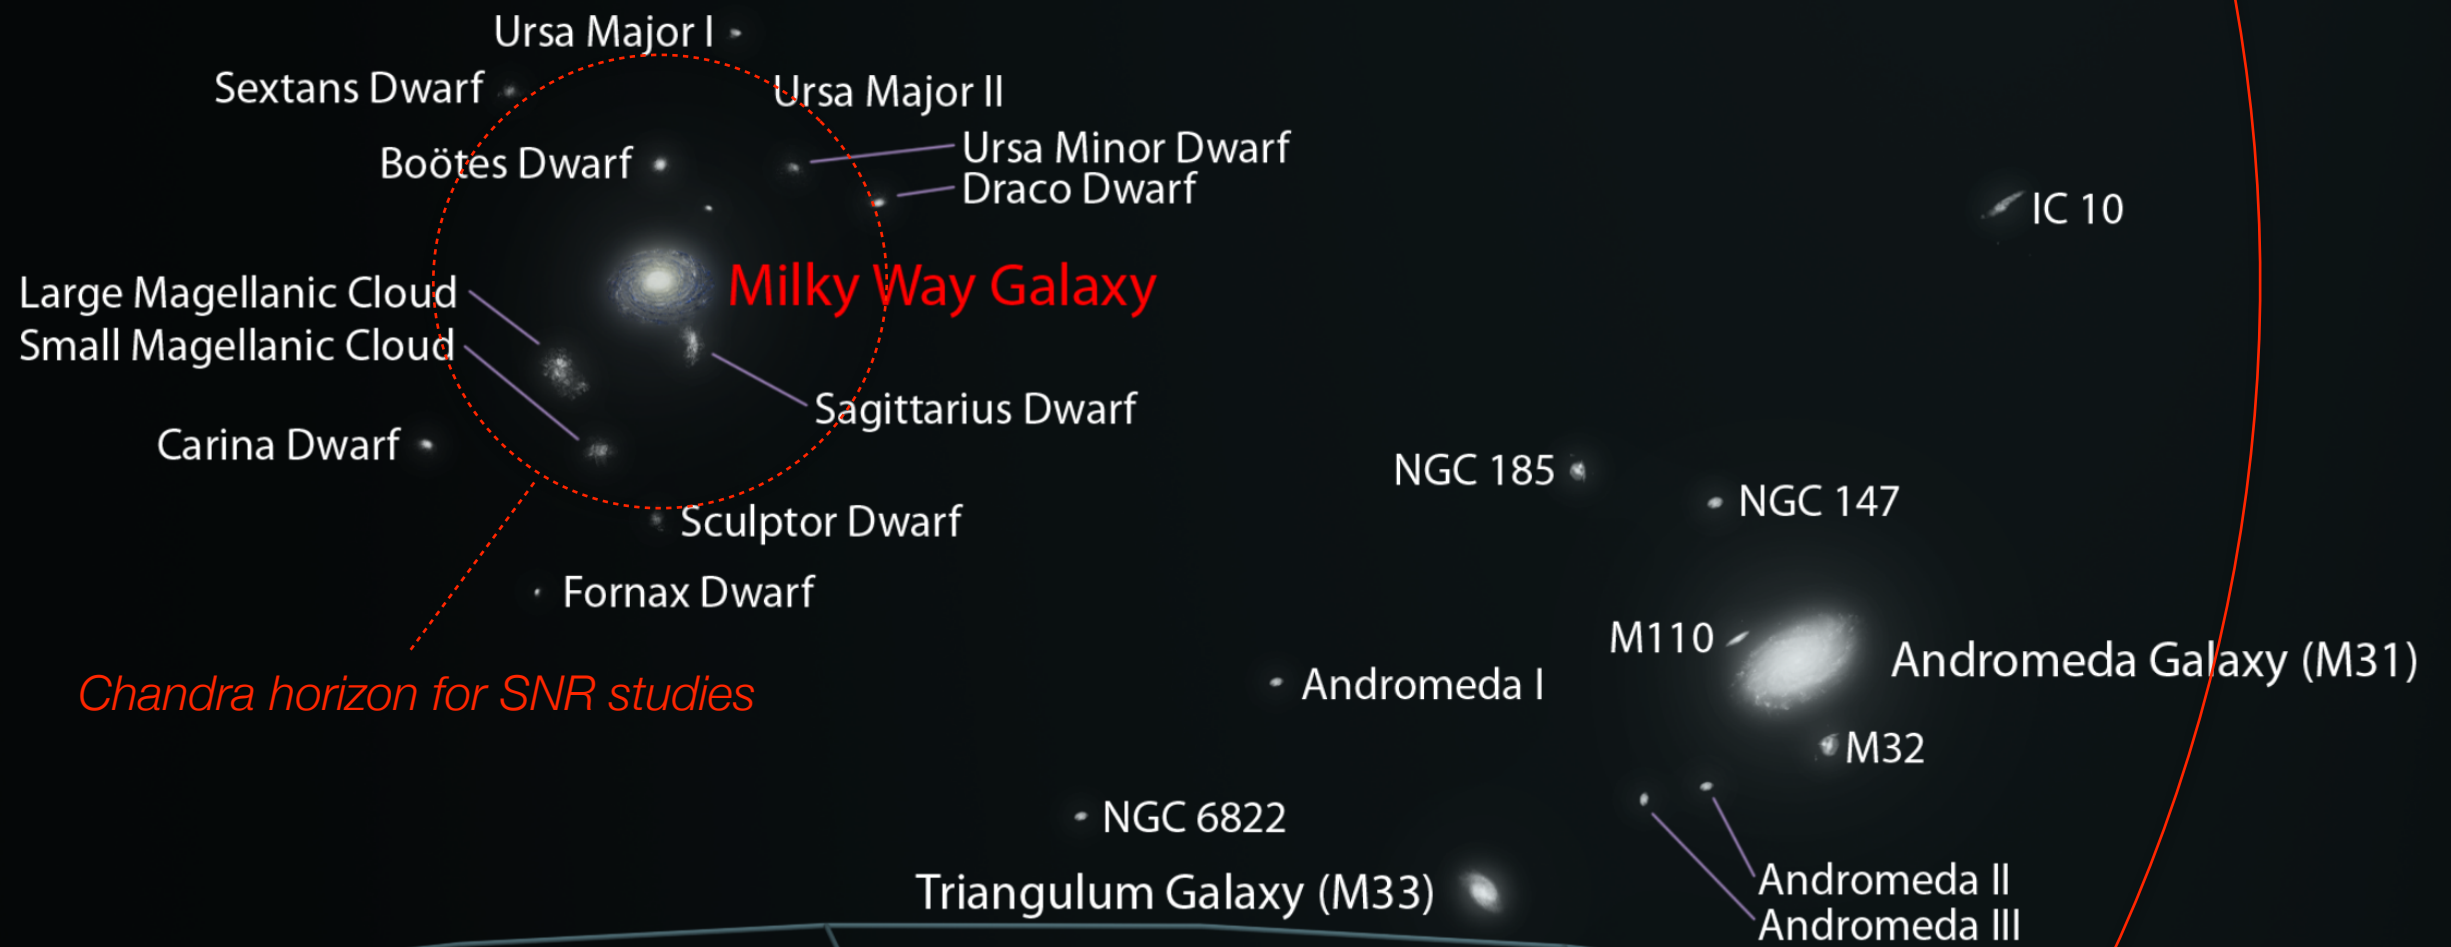 Ursa Major I
Sextans Dwarf
Ursa Major II
Boötes Dwarf
Ursa Minor Dwarf
Draco Dwarf
IC 10
Large Magellanic Cloud
Milky Way Galaxy
Small Magellanic Cloud
Sagittarius Dwarf
Carina Dwarf
NGC 185
NGC 147
Sculptor Dwarf
Fornax Dwarf
M110
Andromeda Galaxy (M31)
Chandra horizon for SNR studies
Andromeda I
M32
NGC 6822
Triangulum Galaxy (M33)
Andromeda II
Andromeda III